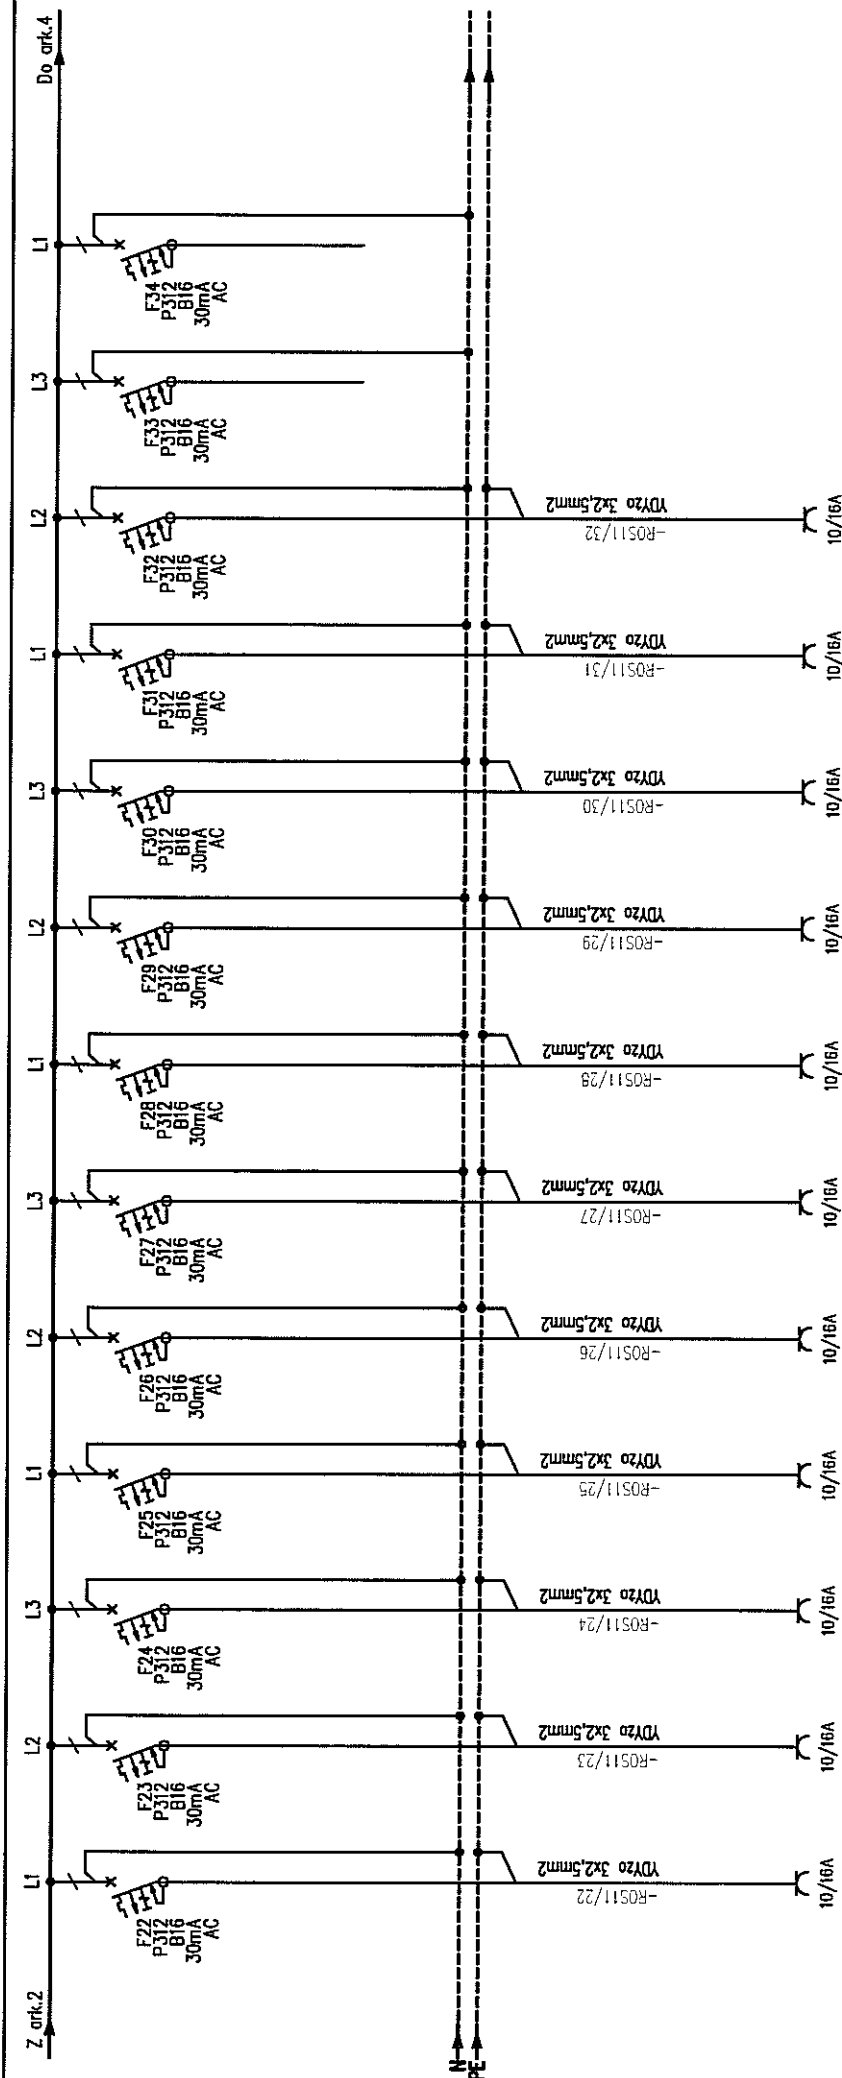 Z ark.2
Do ark.4
N
PE
L1
F22
P312
B16
30mA
AC
-ROS11/22
YDYżo 3x2,5mm2
10/16A
L2
F23
P312
B16
30mA
AC
-ROS11/23
YDYżo 3x2,5mm2
10/16A
L3
F24
P312
B16
30mA
AC
-ROS11/24
YDYżo 3x2,5mm2
10/16A
L1
F25
P312
B16
30mA
AC
-ROS11/25
YDYżo 3x2,5mm2
10/16A
L2
F26
P312
B16
30mA
AC
-ROS11/26
YDYżo 3x2,5mm2
10/16A
L3
F27
P312
B16
30mA
AC
-ROS11/27
YDYżo 3x2,5mm2
10/16A
L1
F28
P312
B16
30mA
AC
-ROS11/28
YDYżo 3x2,5mm2
10/16A
L2
F29
P312
B16
30mA
AC
-ROS11/29
YDYżo 3x2,5mm2
10/16A
L3
F30
P312
B16
30mA
AC
-ROS11/30
YDYżo 3x2,5mm2
10/16A
L1
F31
P312
B16
30mA
AC
-ROS11/31
YDYżo 3x2,5mm2
10/16A
L2
F32
P312
B16
30mA
AC
-ROS11/32
YDYżo 3x2,5mm2
10/16A
L3
F33
P312
B16
30mA
AC
L1
F34
P312
B16
30mA
AC